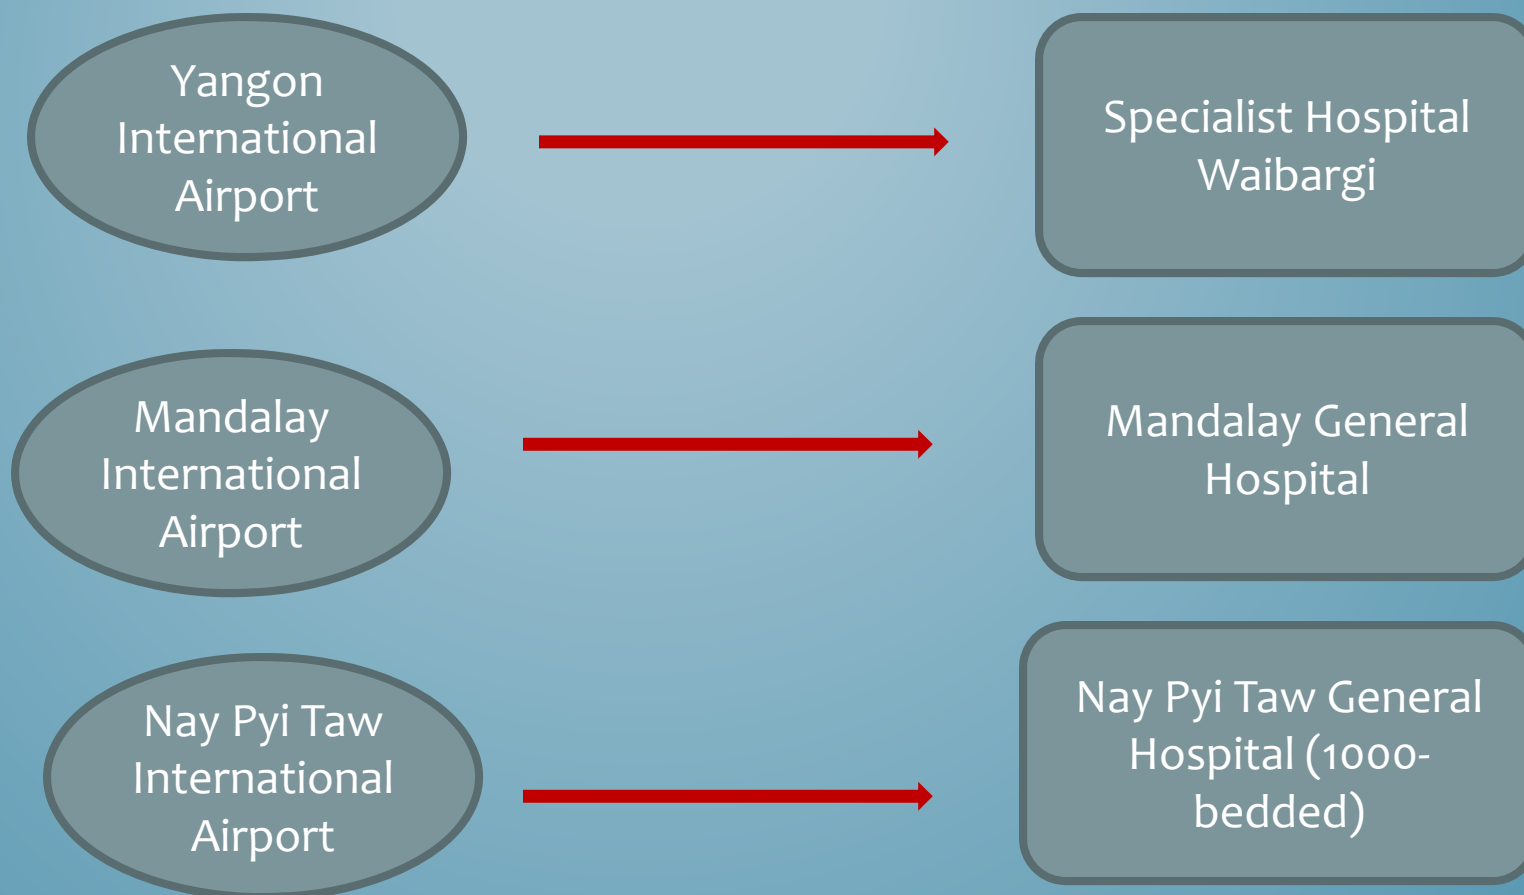 Yangon
International
Airport
Specialist Hospital
Waibargi
Mandalay
International
Airport
Mandalay General
Hospital
Nay Pyi Taw
International
Airport
Nay Pyi Taw General
Hospital (1000-
bedded)